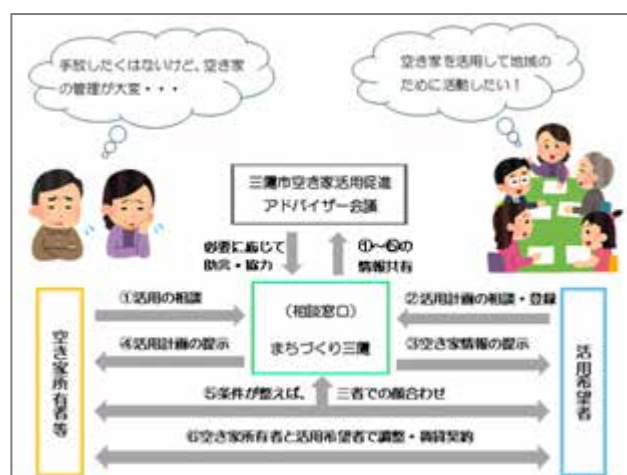 手放したくはないけど、空き家
の管理が大変・・・
空き家を活用して地域の
ために活動したい！
三鷹市空き家活用促進
アドバイザー会議
必要に応じて
助言・協力
①～⑥の
情報共有
①活用の相談
②活用計画の相談・登録
（相談窓口）
まちづくり三鷹
④活用計画の提示
③空き家情報の提示
空き家所有者等
活用希望者
⑤条件が整えば、三者での顔合わせ
⑥空き家所有者と活用希望者で調整・賃貸契約